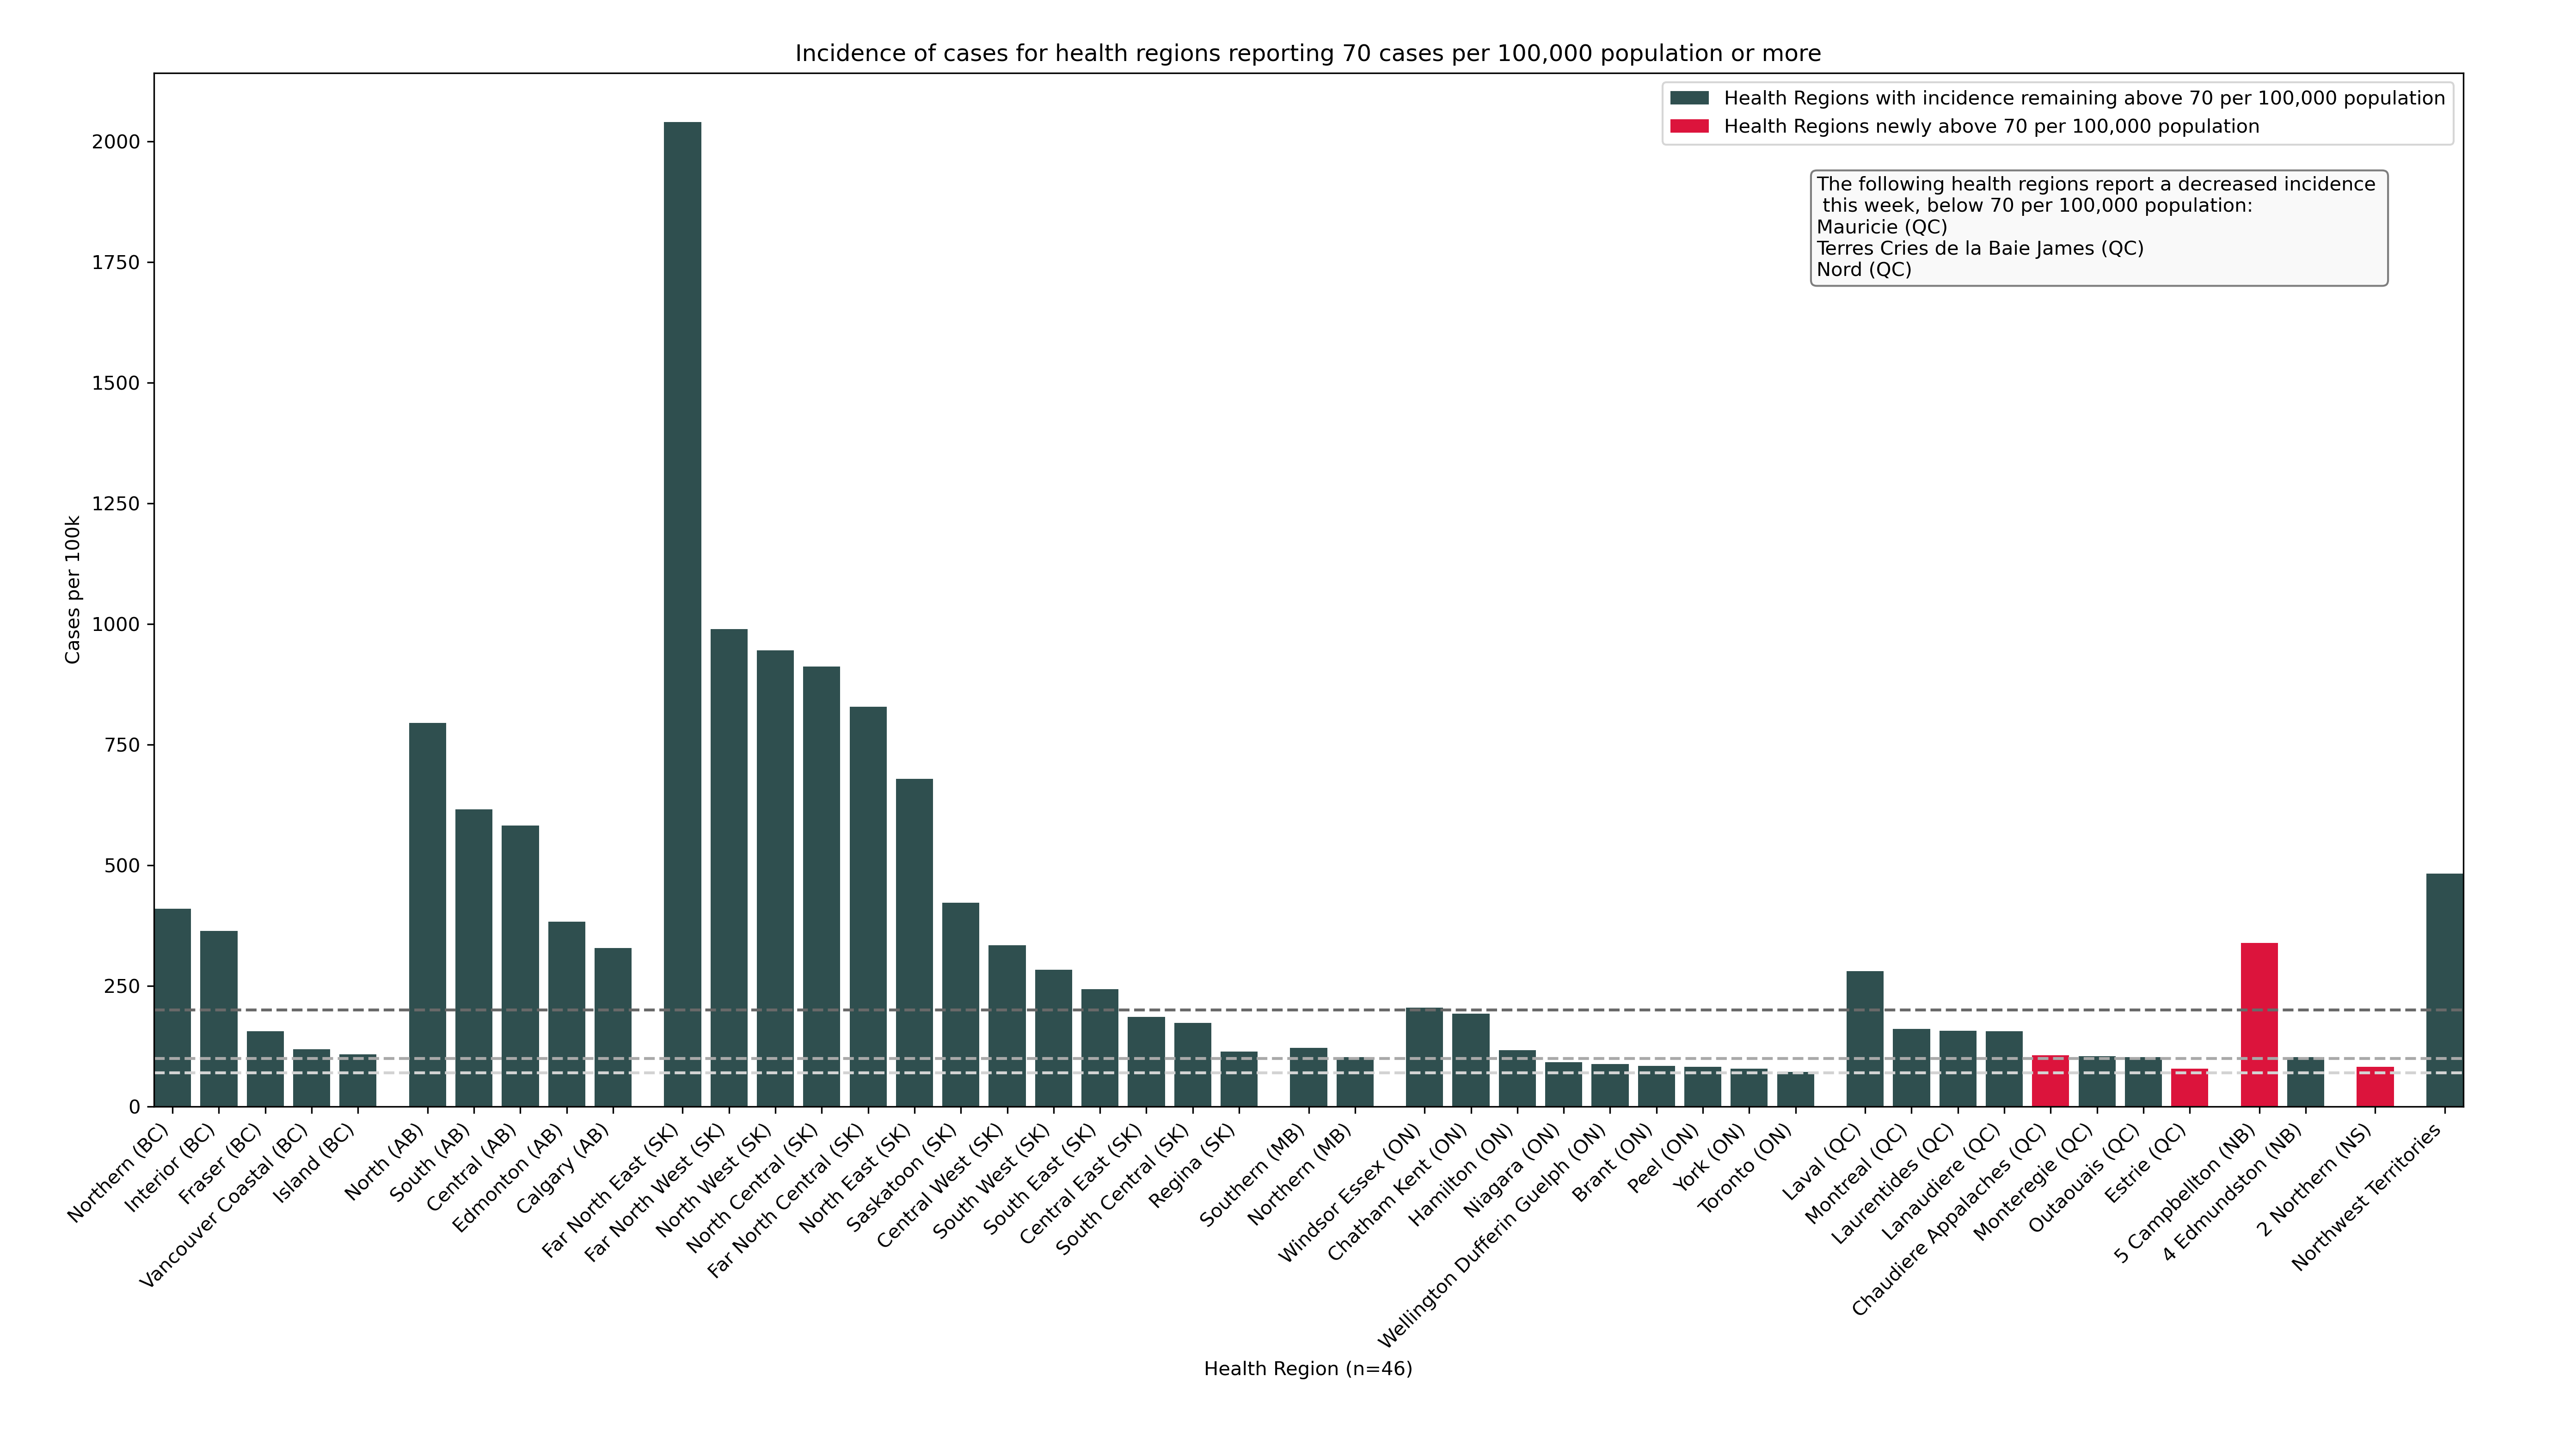 Incidence of cases for health regions reporting 70 cases per 100,000 population or more
Health Regions with incidence remaining above 70 per 100,000 population
Health Regions newly above 70 per 100,000 population
The following health regions report a decreased incidence
this week, below 70 per 100,000 population:
Mauricie (QC)
Terres Cries de la Baie James (QC)
Nord (QC)
Cases per 100k
2000
1750
1500
1250
1000
750
500
250
0
Northern (BC)
Interior (BC)
Fraser (BC)
Vancouver Coastal (BC)
Island (BC)
North (AB)
South (AB)
Central (AB)
Edmonton (AB)
Calgary (AB)
Far North East (SK)
Far North West (SK)
North West (SK)
North Central (SK)
Far North Central (SK)
North East (SK)
Saskatoon (SK)
Central West (SK)
South West (SK)
South East (SK)
Central East (SK)
South Central (SK)
Regina (SK)
Southern (MB)
Northern (MB)
Windsor Essex (ON)
Chatham Kent (ON)
Hamilton (ON)
Niagara (ON)
Wellington Dufferin Guelph (ON)
Brant (ON)
Peel (ON)
York (ON)
Toronto (ON)
Laval (QC)
Montreal (QC)
Laurentides (QC)
Lanaudiere (QC)
Chaudiere Appalaches (QC)
Monteregie (QC)
Outaouais (QC)
Estrie (QC)
5 Campbellton (NB)
4 Edmundston (NB)
2 Northern (NS)
Northwest Territories
Health Region (n=46)